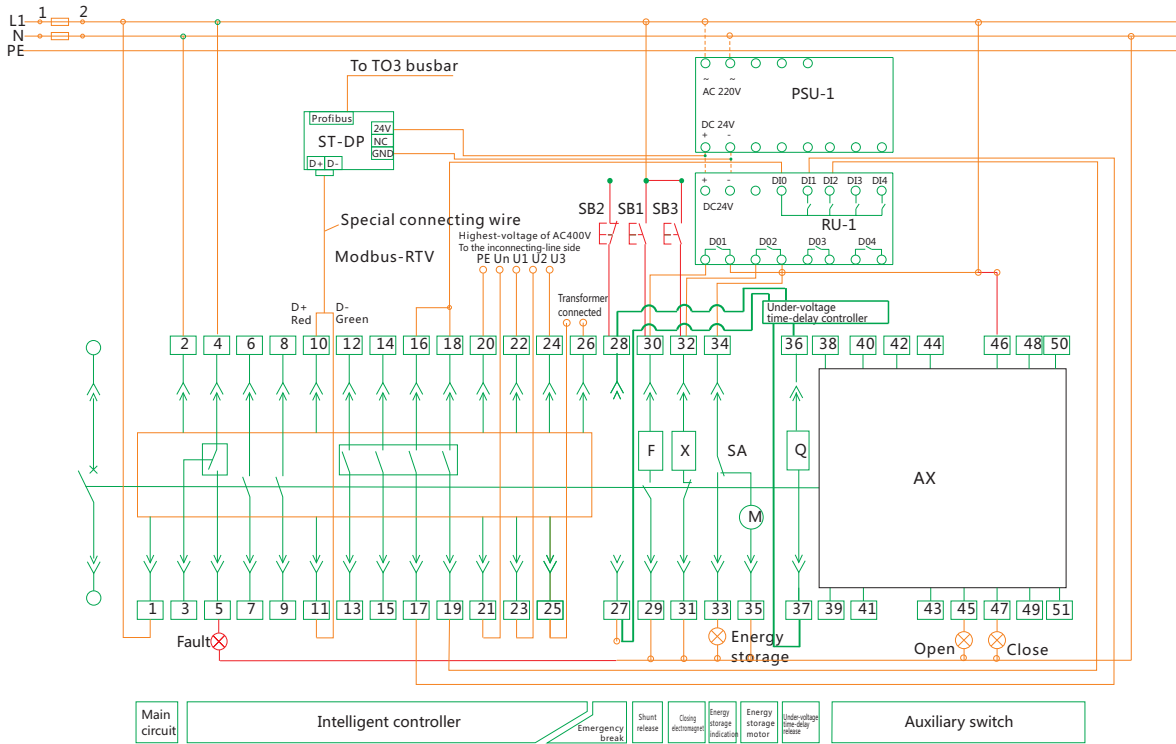 1 2
L1
N
PE
To TO3 busbar
Profibus
ST-DP
24V
NC
GND
D+ D-
~ ~
AC 220V
PSU-1
DC 24V
+ -
+ -
DC24V
DI0 DI1 DI2 DI3 DI4
RU-1
D01 D02 D03 D04
SB2 SB1 SB3
Special connecting wire
Modbus-RTV
Highest-voltage of AC400V
To the inconnecting-line side
PE Un U1 U2 U3
Transformer
connected
D+
Red
D-
Green
Under-voltage
time-delay controller
2 4 6 8 10 12 14 16 18 20 22 24 26 28 30 32 34 36 38 40 42 44 46 48 50
F X SA Q
M
AX
1 3 5 7 9 11 13 15 17 19 21 23 25 27 29 31 33 35 37 39 41 43 45 47 49 51
Fault
Energy
storage
Open
Close
Main
circuit
Intelligent controller
Emergency
break
Shunt
release
Closing
electromagnet
Energy
storage
indication
Energy
storage
motor
Under-voltage
time-delay
release
Auxiliary switch